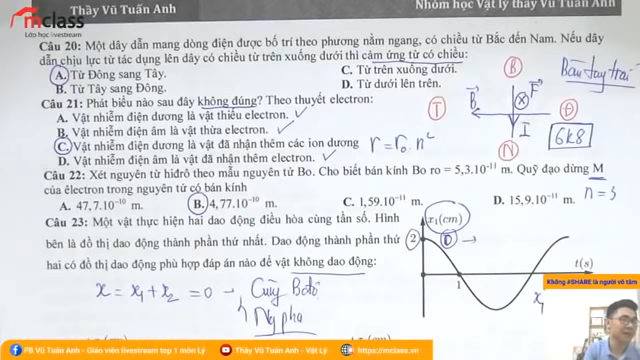 mclass
Lớp học livestream
Thầy Vũ Tuấn Anh
Nhóm học Vật lý thầy Vũ Tuấn Anh
Câu 20: Một dây dẫn mang dòng điện được bố trí theo phương nằm ngang, có chiều từ Bắc đến Nam. Nếu dây
dẫn chịu lực từ tác dụng lên dây có chiều từ trên xuống dưới thì cảm ứng từ có chiều:
A. Từ Đông sang Tây.
C. Từ trên xuống dưới.
B. Từ Tây sang Đông.
D. Từ dưới lên trên.
Bàn tay trái
B
T
Đ
N
B
F
I
6K8
Câu 21: Phát biểu nào sau đây không đúng? Theo thuyết electron:
A. Vật nhiễm điện dương là vật thiếu electron.
B. Vật nhiễm điện âm là vật thừa electron.
C. Vật nhiễm điện dương là vật đã nhận thêm các ion dương
D. Vật nhiễm điện âm là vật đã nhận thêm electron.
r = r₀ n²
Câu 22: Xét nguyên tử hiđrô theo mẫu nguyên tử Bo. Cho biết bán kính Bo ro = 5,3.10⁻¹¹ m. Quỹ đạo dừng M
của êlectron trong nguyên tử có bán kính
n = 3
A. 47,7.10⁻¹⁰ m.
B. 4,77.10⁻¹⁰ m.
C. 1,59.10⁻¹¹ m.
D. 15,9.10⁻¹¹ m.
Câu 23: Một vật thực hiện hai dao động điều hòa cùng tần số. Hình
bên là đồ thị dao động thành phần thứ nhất. Dao động thành phần thứ
hai có đồ thị dao động phù hợp đáp án nào để vật không dao động:
x₁(cm)
2
D
t(s)
1
x₁
x = x₁ + x₂ = 0
Cùng Biên độ
Ngược pha
Không #SHARE là người vô tâm
FB Vũ Tuấn Anh - Giáo viên livestream top 1 môn Lý
Thầy Vũ Tuấn Anh - Vật Lý
https://mclass.vn